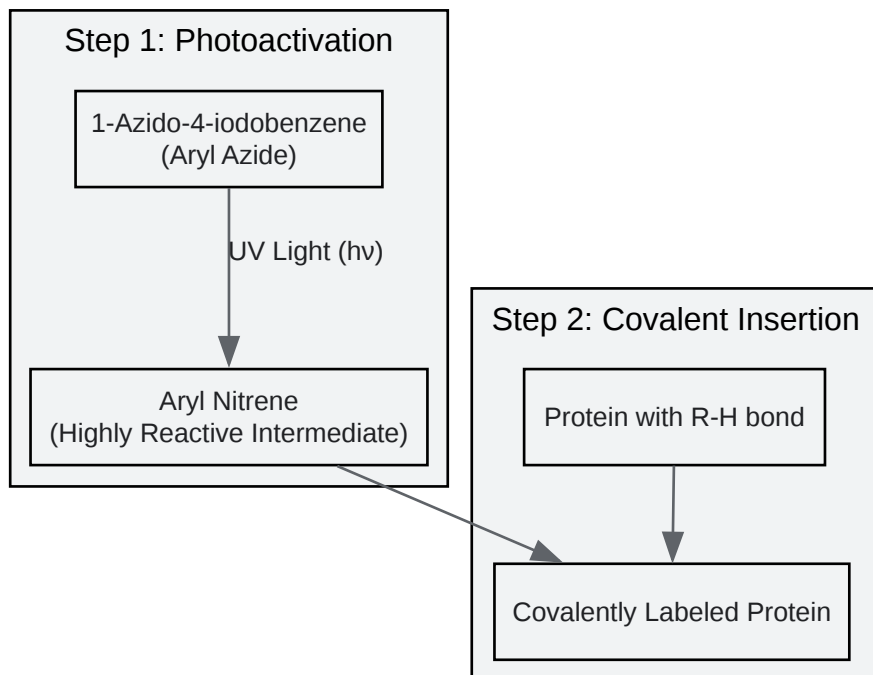 Step 1: Photoactivation
1-Azido-4-iodobenzene
(Aryl Azide)
UV Light (hν)
Aryl Nitrene
(Highly Reactive Intermediate)
Step 2: Covalent Insertion
Protein with R-H bond
Covalently Labeled Protein